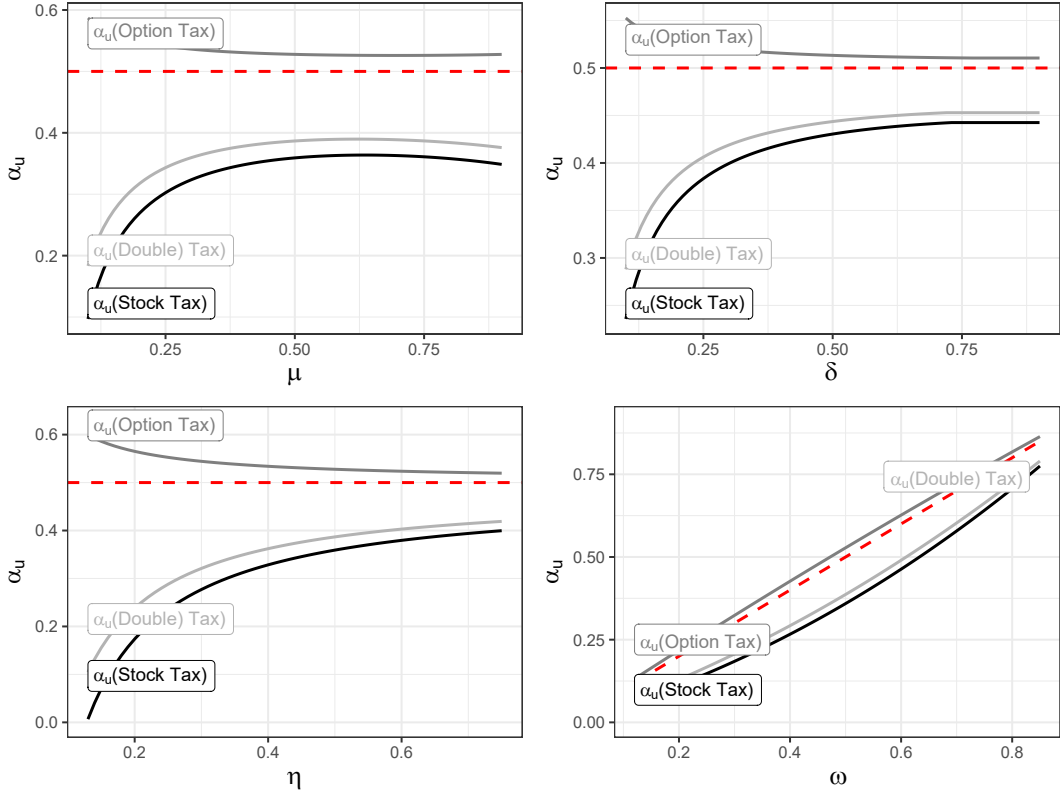 αu(Option Tax)
αu(Double) Tax)
αu(Stock Tax)
0.6
0.4
0.2
αu
0.25 0.50 0.75
μ
αu(Option Tax)
αu(Double) Tax)
αu(Stock Tax)
0.5
0.4
0.3
αu
0.25 0.50 0.75
δ
αu(Option Tax)
αu(Double) Tax)
αu(Stock Tax)
0.6
0.4
0.2
0.0
αu
0.2 0.4 0.6
η
αu(Double) Tax)
αu(Option Tax)
αu(Stock Tax)
0.75
0.50
0.25
0.00
αu
0.2 0.4 0.6 0.8
ω